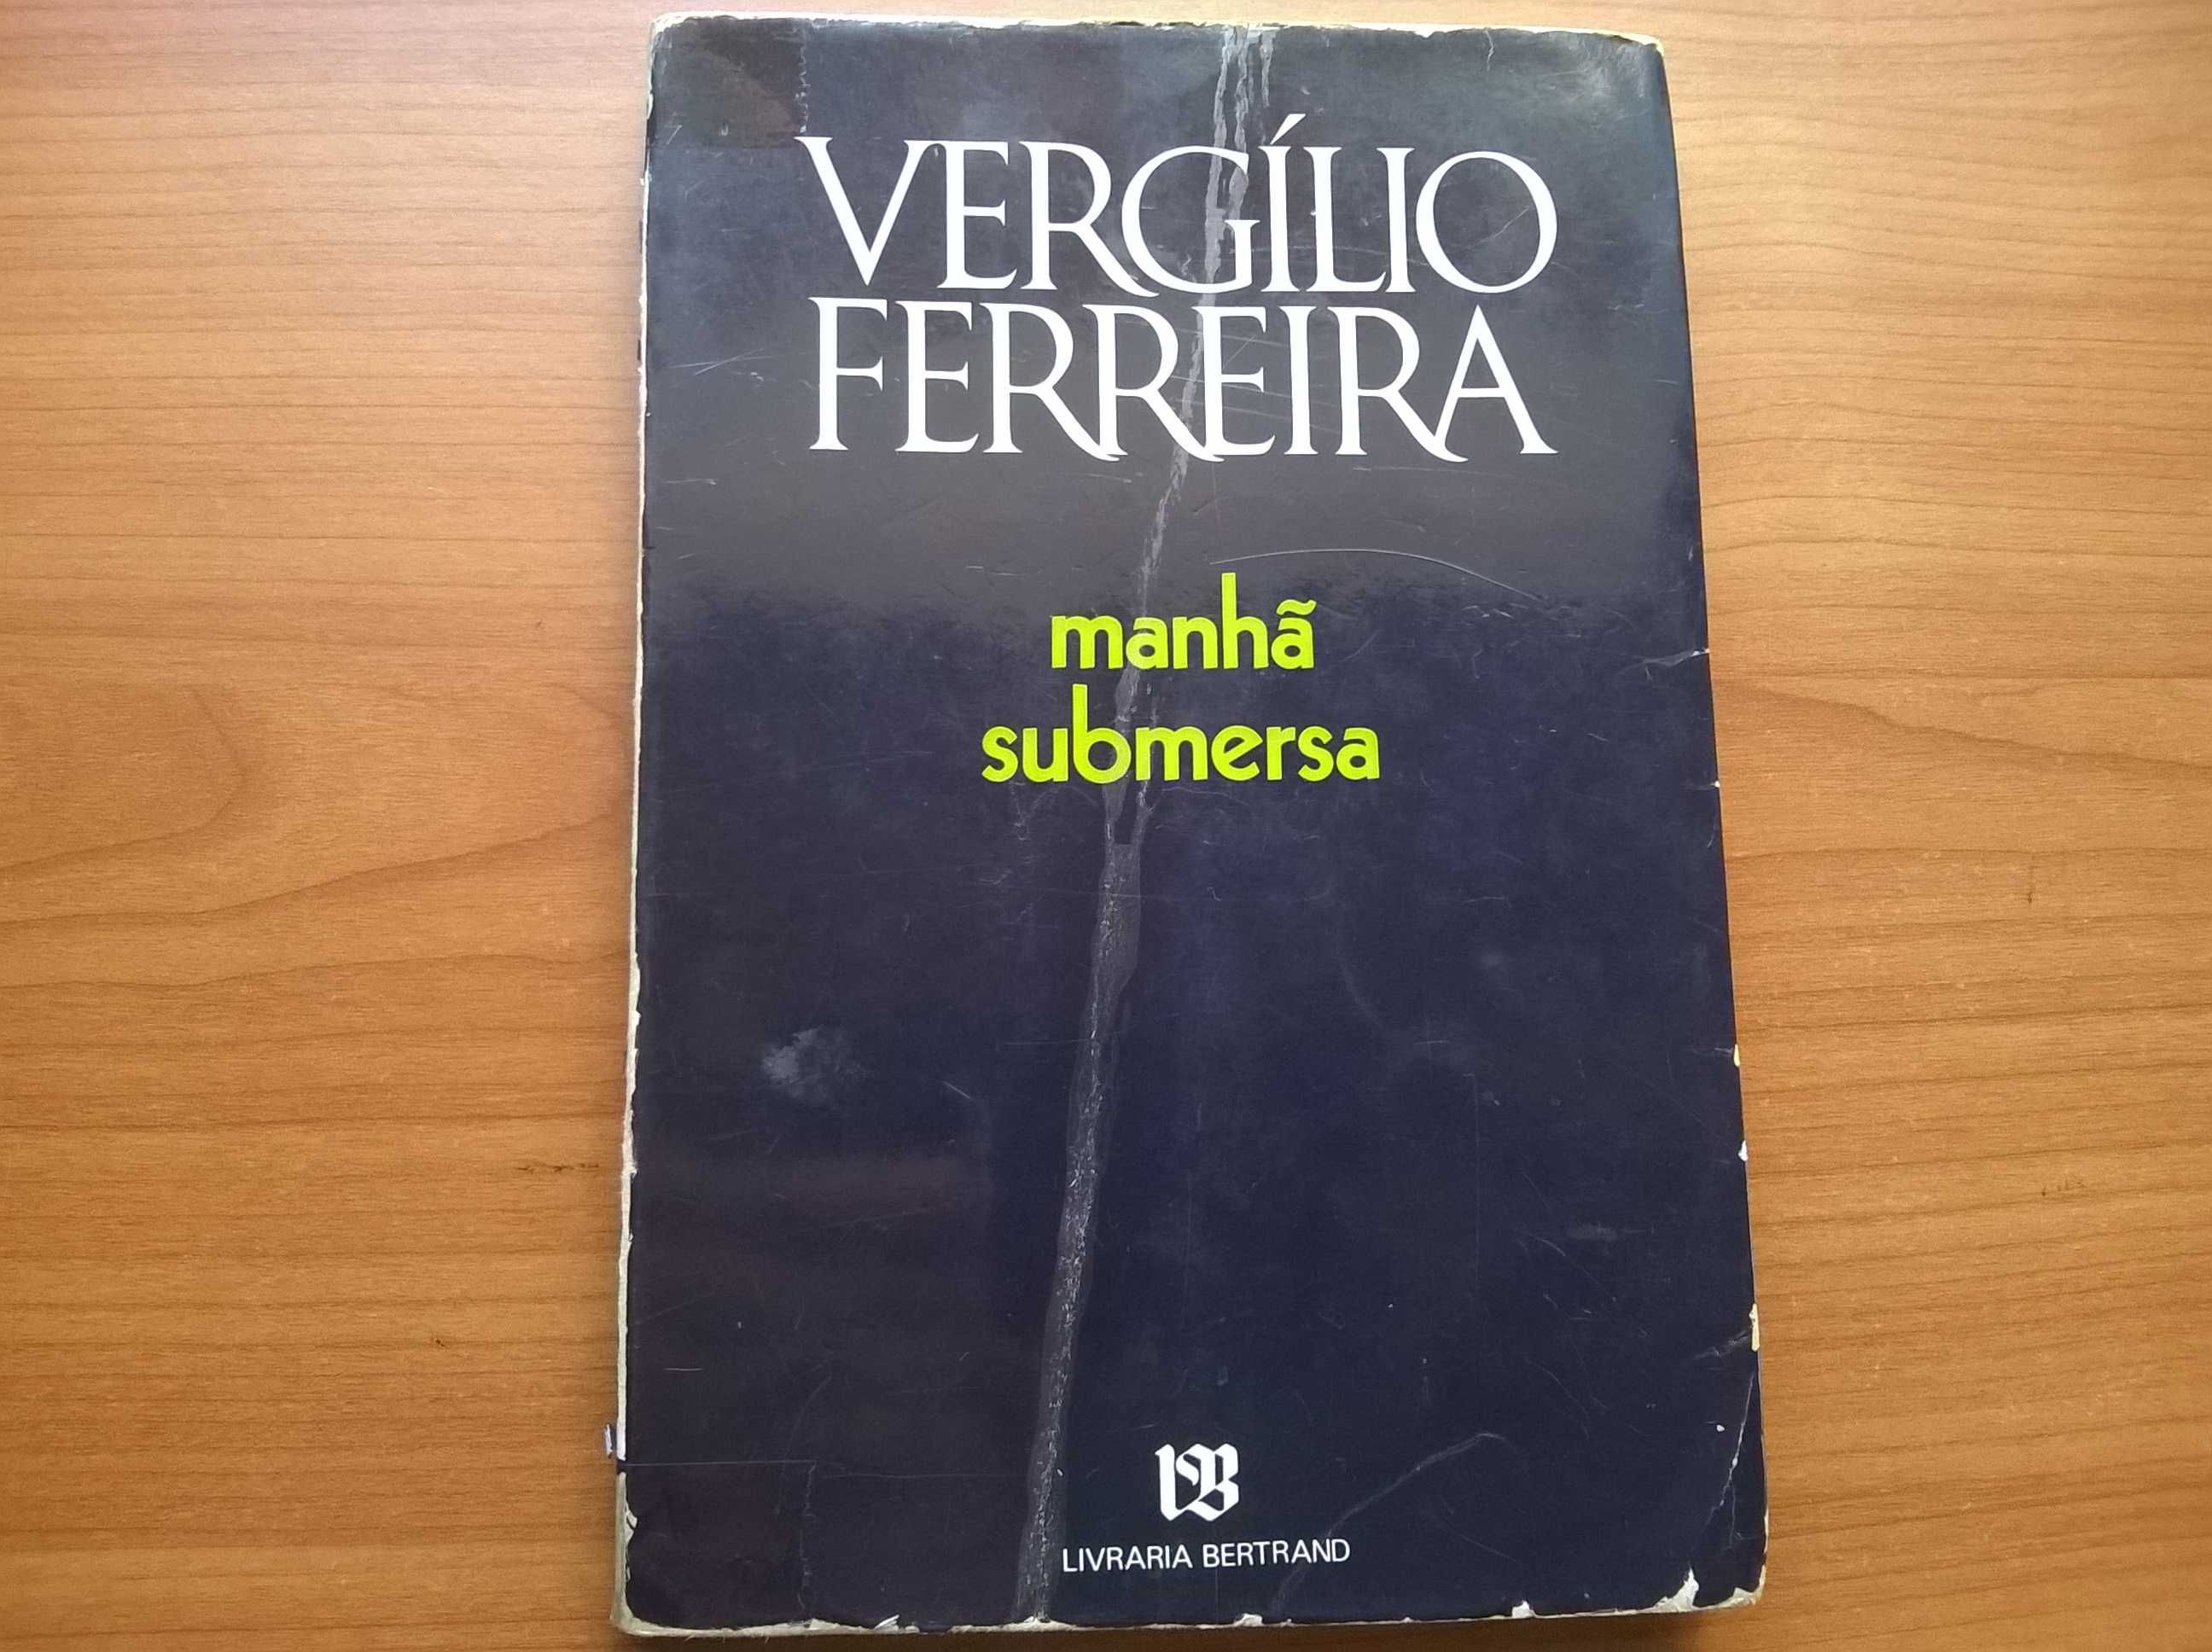 VERGÍLIO
FERREIRA
manhã
submersa
LB
LIVRARIA BERTRAND